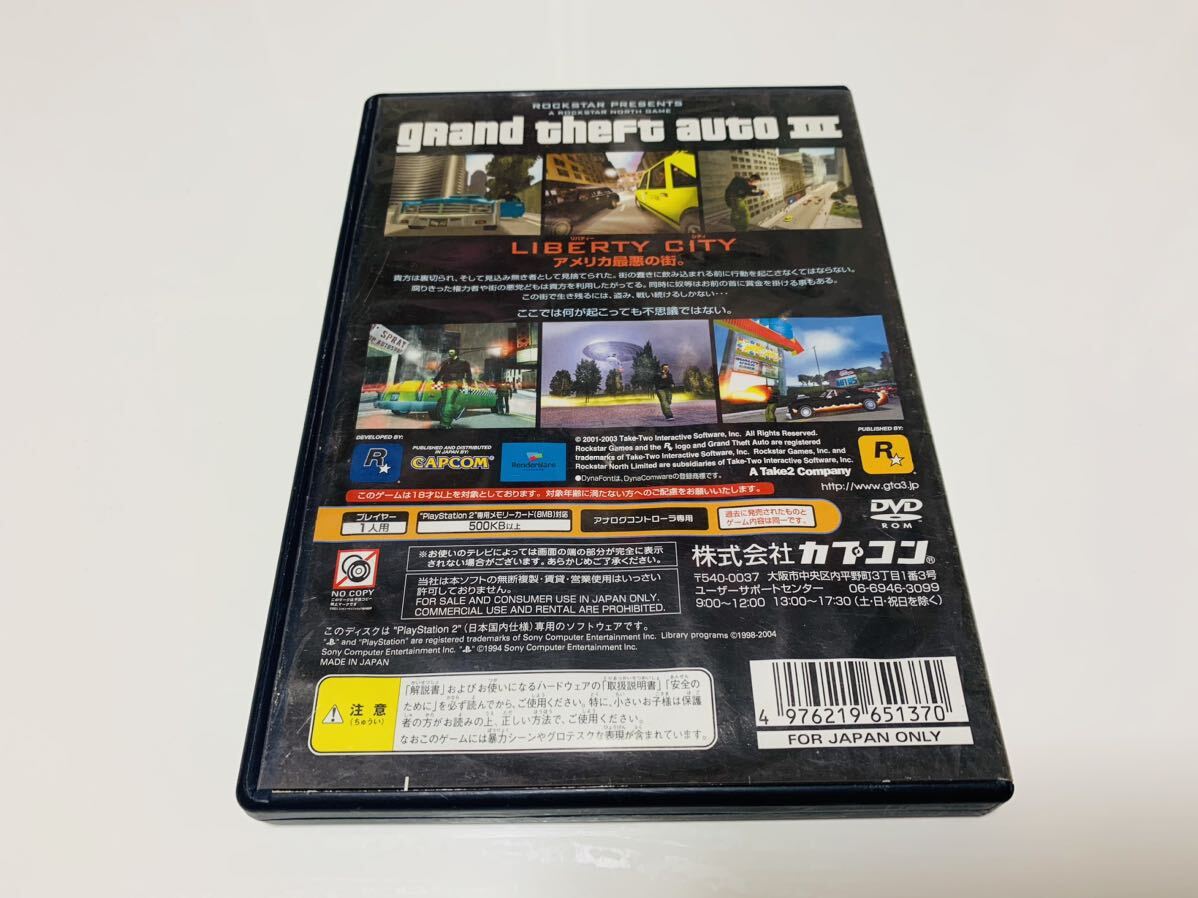 ROCKSTAR PRESENTS
A ROCKSTAR NORTH GAME
grand theft auto III
リバティー シティ
LIBERTY CITY
アメリカ最悪の街。
貴方は裏切られ、そして見込み無き者として見捨てられた。街の蠢きに飲み込まれる前に行動を起こさなくてはならない。
腐りきった権力者や街の悪党どもは貴方を利用したがってる。同時に奴等はお前の首に賞金を掛ける事もある。
この街で生き残るには、盗み、戦い続けるしかない・・・
ここでは何が起こっても不思議ではない。
SPRAY
DEVELOPED BY:
R
PUBLISHED AND DISTRIBUTED
IN JAPAN BY:
CAPCOM
RenderWare
© 2001-2003 Take-Two Interactive Software, Inc. All Rights Reserved.
Rockstar Games and the R logo and Grand Theft Auto are registered
trademarks of Take-Two Interactive Software, Inc. Rockstar Games, Inc. and
Rockstar North Limited are subsidiaries of Take-Two Interactive Software, Inc.
●DynaFontは、DynaComwareの登録商標です。
A Take2 Company
PUBLISHED BY:
R
http://www.gta3.jp
このゲームは18才以上を対象としております。対象年齢に満たない方へのご配慮をお願いいたします。
プレイヤー
1人用
"PlayStation 2"専用メモリーカード(8MB)対応
500KB以上
アナログコントローラ専用
過去に発売されたものと
ゲーム内容は同一です。
DVD
ROM
NO COPY
※お使いのテレビによっては画面の端の部分が完全に表示
されない場合がございます。あらかじめご了承ください。
当社は本ソフトの無断複製・賃貸・営業使用はいっさい
許可しておりません。
FOR SALE AND CONSUMER USE IN JAPAN ONLY.
COMMERCIAL USE AND RENTAL ARE PROHIBITED.
株式会社カプコン®
〒540-0037 大阪市中央区内平野町3丁目1番3号
ユーザーサポートセンター 06-6946-3099
9:00~12:00 13:00~17:30(土・日・祝日を除く)
このディスクは "PlayStation 2"(日本国内仕様)専用のソフトウェアです。
" " and "PlayStation" are registered trademarks of Sony Computer Entertainment Inc. Library programs ©1998-2004
Sony Computer Entertainment Inc. " " ©1994 Sony Computer Entertainment Inc.
MADE IN JAPAN
注意
(ちゅうい)
「解説書」およびお使いになるハードウェアの「取扱説明書」「安全の
ために」を必ず読んでから、ご使用ください。特に、小さいお子様は保護
者の方がお読みの上、正しい方法で、ご使用ください。
なおこのゲームには暴力シーンやグロテスクな表現が含まれています。
4 976219 651370
FOR JAPAN ONLY